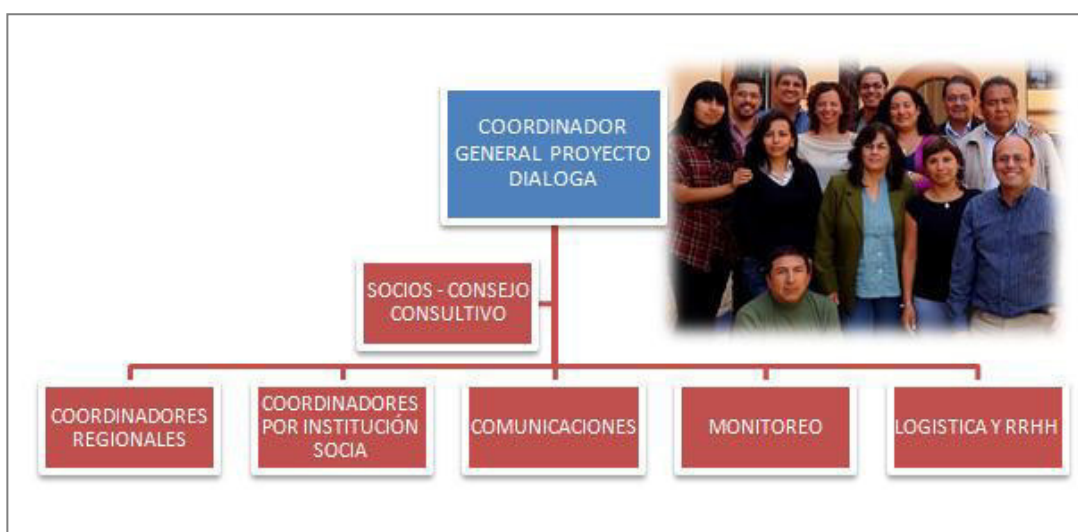 COORDINADOR
GENERAL PROYECTO
DIALOGA
SOCIOS - CONSEJO
CONSULTIVO
COORDINADORES
REGIONALES
COORDINADORES
POR INSTITUCIÓN
SOCIA
COMUNICACIONES
MONITOREO
LOGISTICA Y RRHH